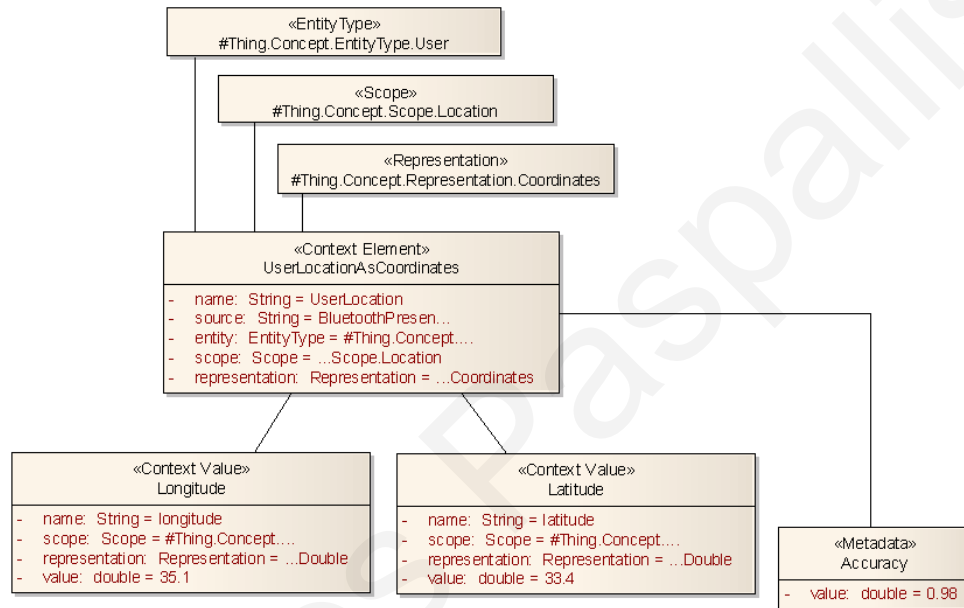 «EntityType»
#Thing.Concept.EntityType.User
«Scope»
#Thing.Concept.Scope.Location
«Representation»
#Thing.Concept.Representation.Coordinates
«Context Element»
UserLocationAsCoordinates
- name: String = UserLocation
- source: String = BluetoothPresen...
- entity: EntityType = #Thing.Concept....
- scope: Scope = ...Scope.Location
- representation: Representation = ...Coordinates
«Context Value»
Longitude
- name: String = longitude
- scope: Scope = #Thing.Concept....
- representation: Representation = ...Double
- value: double = 35.1
«Context Value»
Latitude
- name: String = latitude
- scope: Scope = #Thing.Concept....
- representation: Representation = ...Double
- value: double = 33.4
«Metadata»
Accuracy
- value: double = 0.98
es Paspallis